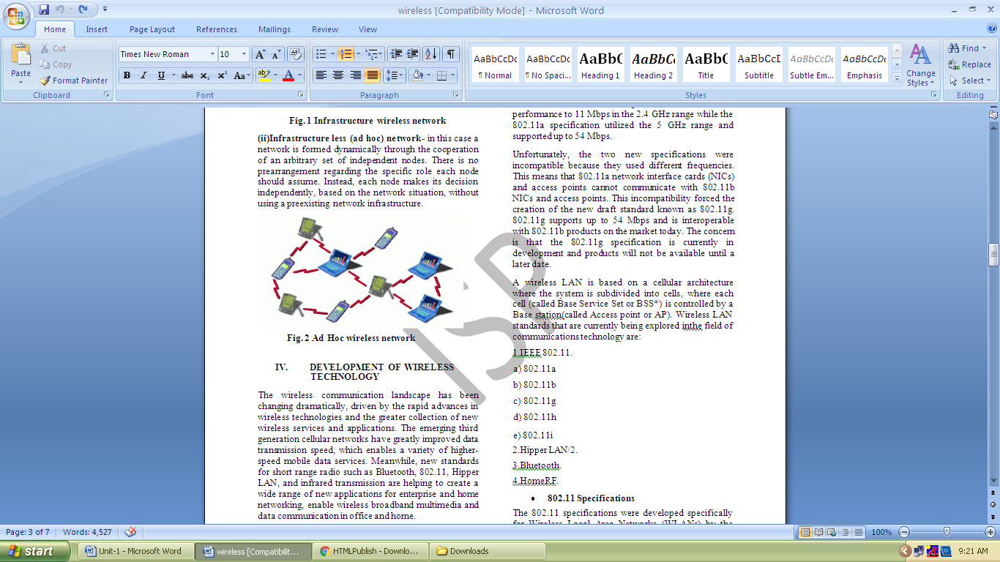 wireless [Compatibility Mode] - Microsoft Word
Home Insert Page Layout References Mailings Review View
Paste
Cut
Copy
Format Painter
Clipboard
Times New Roman 10
B I U abc x₂ x² Aa
Font
Paragraph
AaBbCcDc AaBbCcDc AaBbC AaBbCc AaBbC AaBbCcI AaBbCcDc AaBbCcDc
¶ Normal ¶ No Spaci... Heading 1 Heading 2 Title Subtitle Subtle Em... Emphasis
Change Styles
Styles
Find
Replace
Select
Editing
Fig. 1 Infrastructure wireless network
(ii)Infrastructure less (ad hoc) network- in this case a
network is formed dynamically through the cooperation
of an arbitrary set of independent nodes. There is no
prearrangement regarding the specific role each node
should assume. Instead, each node makes its decision
independently, based on the network situation, without
using a preexisting network infrastructure.
Fig. 2 Ad Hoc wireless network
IV. DEVELOPMENT OF WIRELESS
TECHNOLOGY
The wireless communication landscape has been
changing dramatically, driven by the rapid advances in
wireless technologies and the greater collection of new
wireless services and applications. The emerging third
generation cellular networks have greatly improved data
transmission speed, which enables a variety of higher-
speed mobile data services. Meanwhile, new standards
for short range radio such as Bluetooth, 802.11, Hipper
LAN, and infrared transmission are helping to create a
wide range of new applications for enterprise and home
networking, enable wireless broadband multimedia and
data communication in office and home.
performance to 11 Mbps in the 2.4 GHz range while the
802.11a specification utilized the 5 GHz range and
supported up to 54 Mbps.
Unfortunately, the two new specifications were
incompatible because they used different frequencies.
This means that 802.11a network interface cards (NICs)
and access points cannot communicate with 802.11b
NICs and access points. This incompatibility forced the
creation of the new draft standard known as 802.11g.
802.11g supports up to 54 Mbps and is interoperable
with 802.11b products on the market today. The concern
is that the 802.11g specification is currently in
development and products will not be available until a
later date.
A wireless LAN is based on a cellular architecture
where the system is subdivided into cells, where each
cell (called Base Service Set or BSS*) is controlled by a
Base station(called Access point or AP). Wireless LAN
standards that are currently being explored inthe field of
communications technology are:
1.IEEE 802.11.
a) 802.11a
b) 802.11b
c) 802.11g
d) 802.11h
e) 802.11i
2.Hipper LAN/2.
3.Bluetooth.
4.HomeRF.
• 802.11 Specifications
The 802.11 specifications were developed specifically
for Wireless Local Area Networks (WLANs) by the
ISP
Page: 3 of 7 Words: 4,527 100%
start Unit-1 - Microsoft Word wireless [Compatibilit... HTMLPublish - Downlo... Downloads 9:21 AM